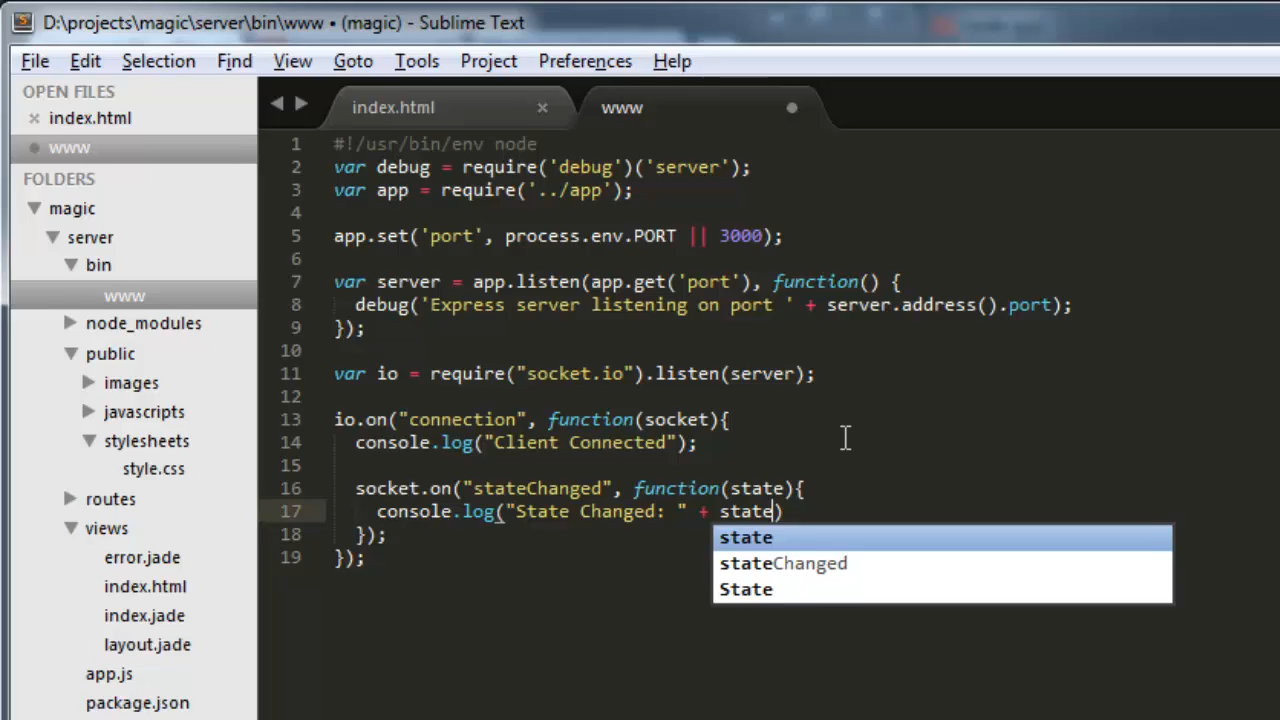 D:\projects\magic\server\bin\www • (magic) - Sublime Text
File Edit Selection Find View Goto Tools Project Preferences Help
OPEN FILES
index.html
www
FOLDERS
magic
server
bin
www
node_modules
public
images
javascripts
stylesheets
style.css
routes
views
error.jade
index.html
index.jade
layout.jade
app.js
package.json
index.html
www
1 #!/usr/bin/env node
2 var debug = require('debug')('server');
3 var app = require('../app');
4
5 app.set('port', process.env.PORT || 3000);
6
7 var server = app.listen(app.get('port'), function() {
8   debug('Express server listening on port ' + server.address().port);
9 });
10
11 var io = require("socket.io").listen(server);
12
13 io.on("connection", function(socket){
14   console.log("Client Connected");
15
16   socket.on("stateChanged", function(state){
17     console.log("State Changed: " + state)
18   });
19 });
state
stateChanged
State